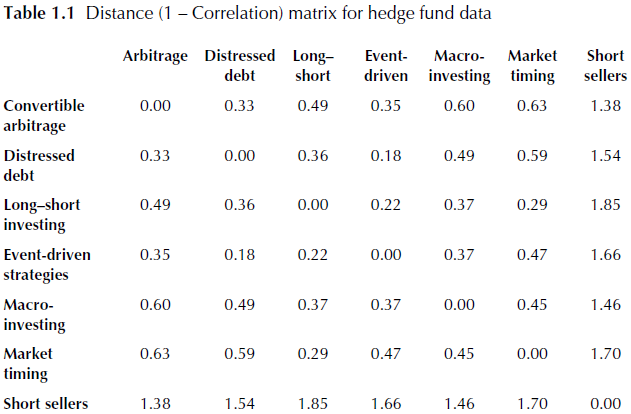 Table 1.1 Distance (1 – Correlation) matrix for hedge fund data
Arbitrage Distressed Long– Event- Macro- Market Short
debt short driven investing timing sellers
Convertible 0.00 0.33 0.49 0.35 0.60 0.63 1.38
arbitrage
Distressed 0.33 0.00 0.36 0.18 0.49 0.59 1.54
debt
Long–short 0.49 0.36 0.00 0.22 0.37 0.29 1.85
investing
Event-driven 0.35 0.18 0.22 0.00 0.37 0.47 1.66
strategies
Macro- 0.60 0.49 0.37 0.37 0.00 0.45 1.46
investing
Market 0.63 0.59 0.29 0.47 0.45 0.00 1.70
timing
Short sellers 1.38 1.54 1.85 1.66 1.46 1.70 0.00